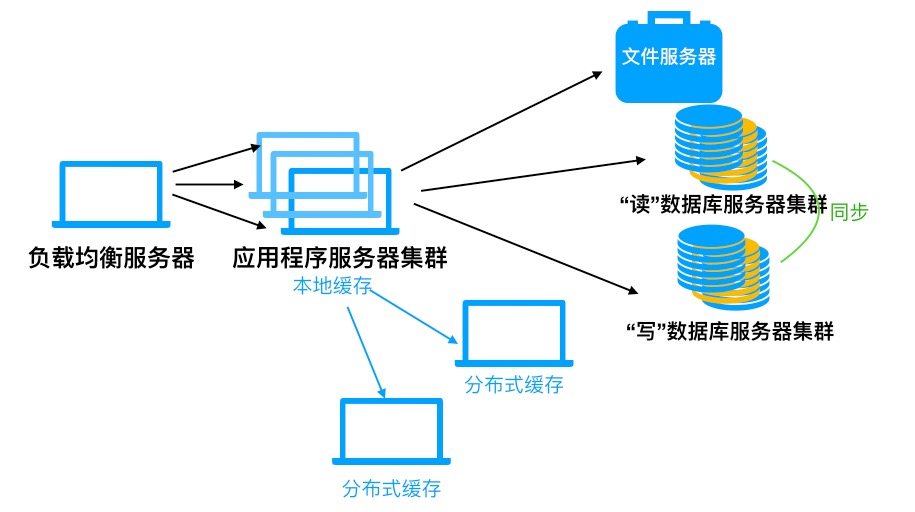 文件服务器
“读”数据库服务器集群
同步
负载均衡服务器
应用程序服务器集群
本地缓存
“写”数据库服务器集群
分布式缓存
分布式缓存